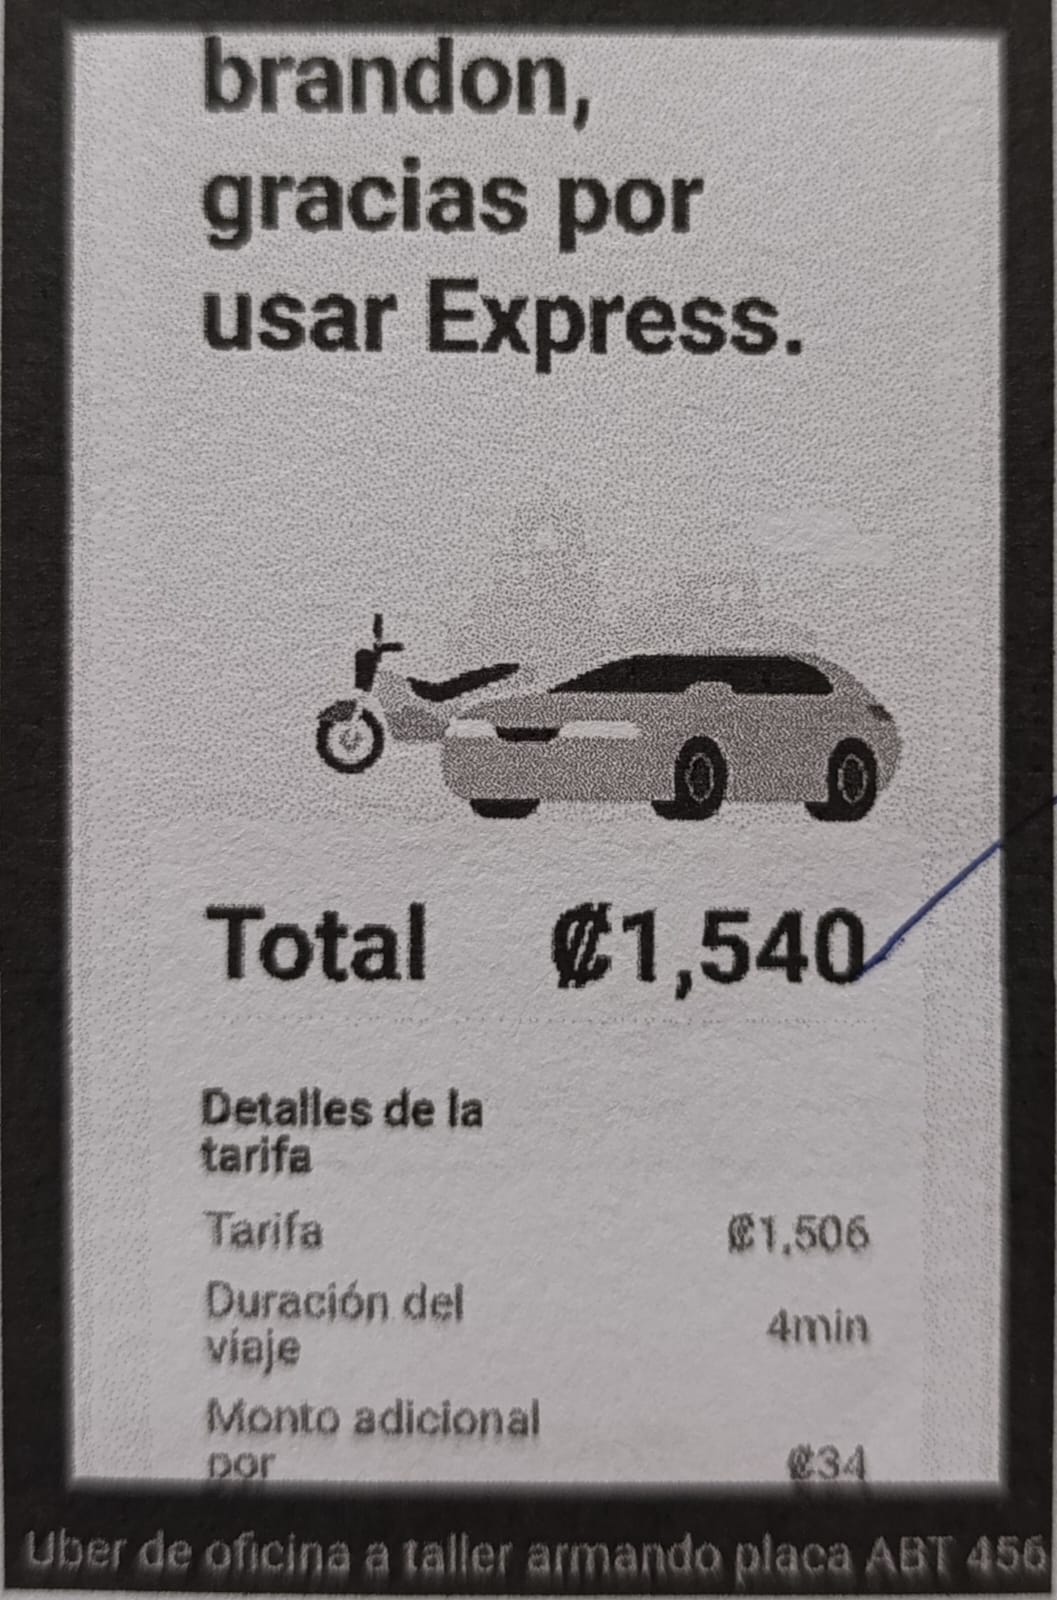 brandon,
gracias por
usar Express.
Total ₡1,540
Detalles de la
tarifa
Tarifa ₡1,506
Duración del
viaje 4min
Monto adicional
por ₡34
Uber de oficina a taller armando placa ABT 456